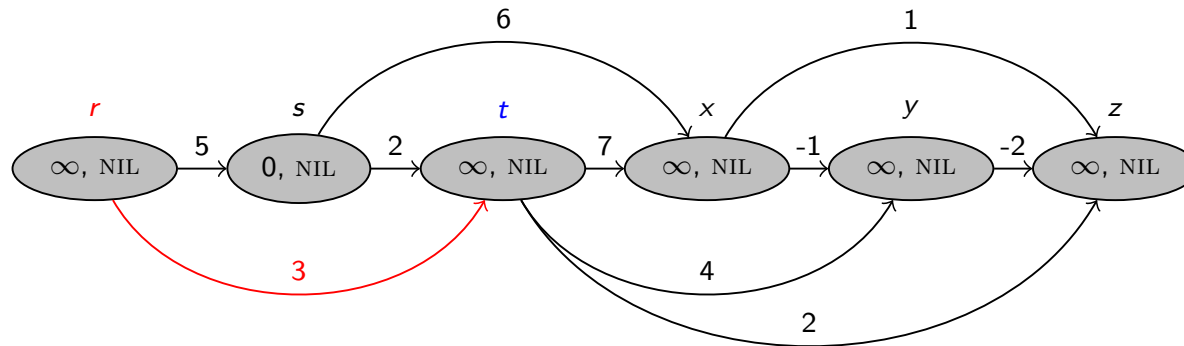 6 1
r s t x y z
∞, NIL 5 0, NIL 2 ∞, NIL 7 ∞, NIL -1 ∞, NIL -2 ∞, NIL
3 4
2